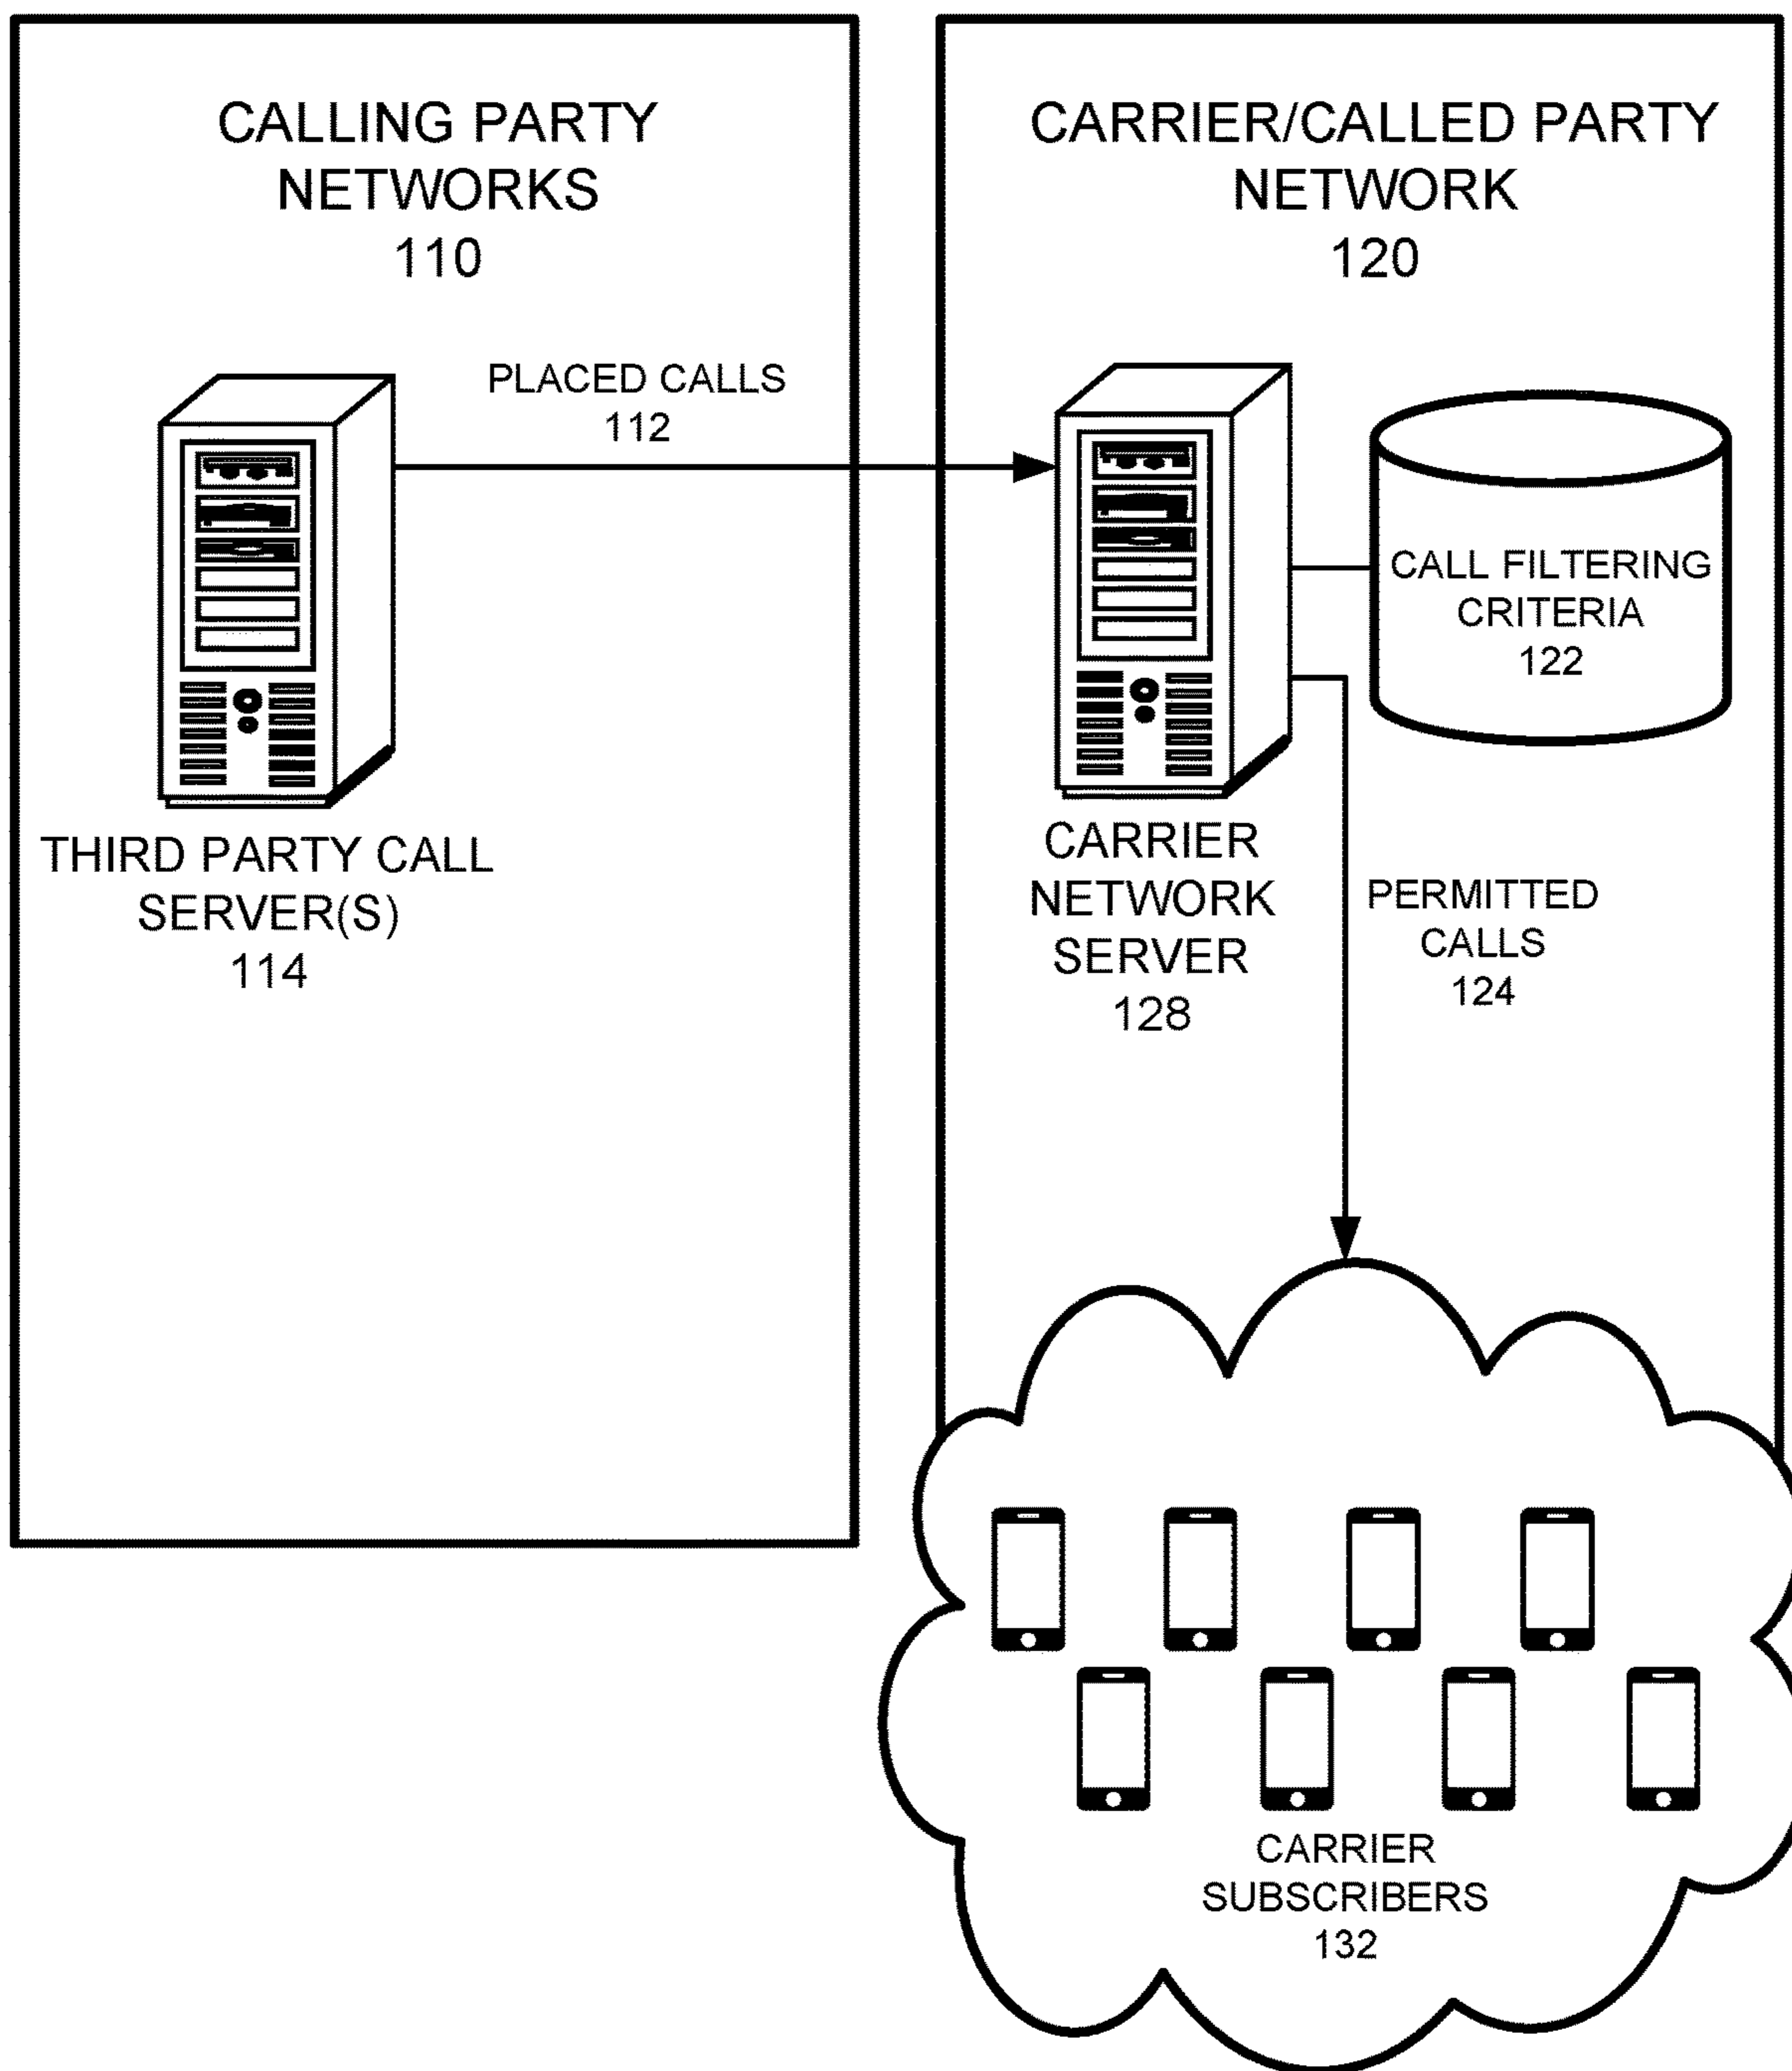 CALLING PARTY
NETWORKS
110
CARRIER/CALLED PARTY
NETWORK
120
PLACED CALLS
112
CALL FILTERING
CRITERIA
122
THIRD PARTY CALL
SERVER(S)
114
CARRIER
NETWORK
SERVER
128
PERMITTED
CALLS
124
CARRIER
SUBSCRIBERS
132